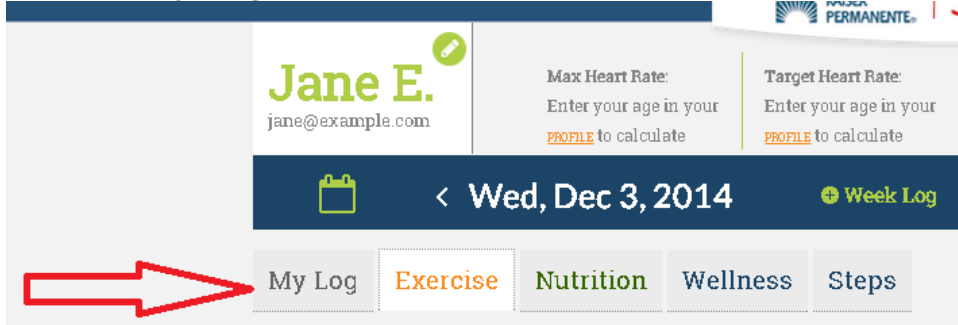 PERMANENTE®
Jane E.
jane@example.com
Max Heart Rate:
Enter your age in your
PROFILE to calculate
Target Heart Rate:
Enter your age in your
PROFILE to calculate
< Wed, Dec 3, 2014
Week Log
My Log
Exercise
Nutrition
Wellness
Steps